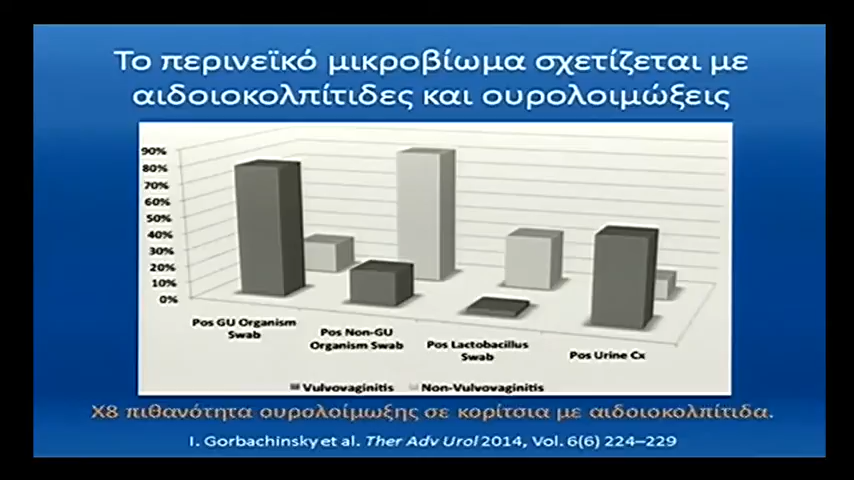 Το περινεϊκό μικροβίωμα σχετίζεται με
αιδοιοκολπίτιδες και ουρολοιμώξεις
90%
80%
70%
60%
50%
40%
30%
20%
10%
0%
Pos GU Organism
Swab
Pos Non-GU
Organism Swab
Pos Lactobacillus
Swab
Pos Urine Cx
Vulvovaginitis
Non-Vulvovaginitis
Χ8 πιθανότητα ουρολοίμωξης σε κορίτσια με αιδοιοκολπίτιδα.
I. Gorbachinsky et al. Ther Adv Urol 2014, Vol. 6(6) 224–229